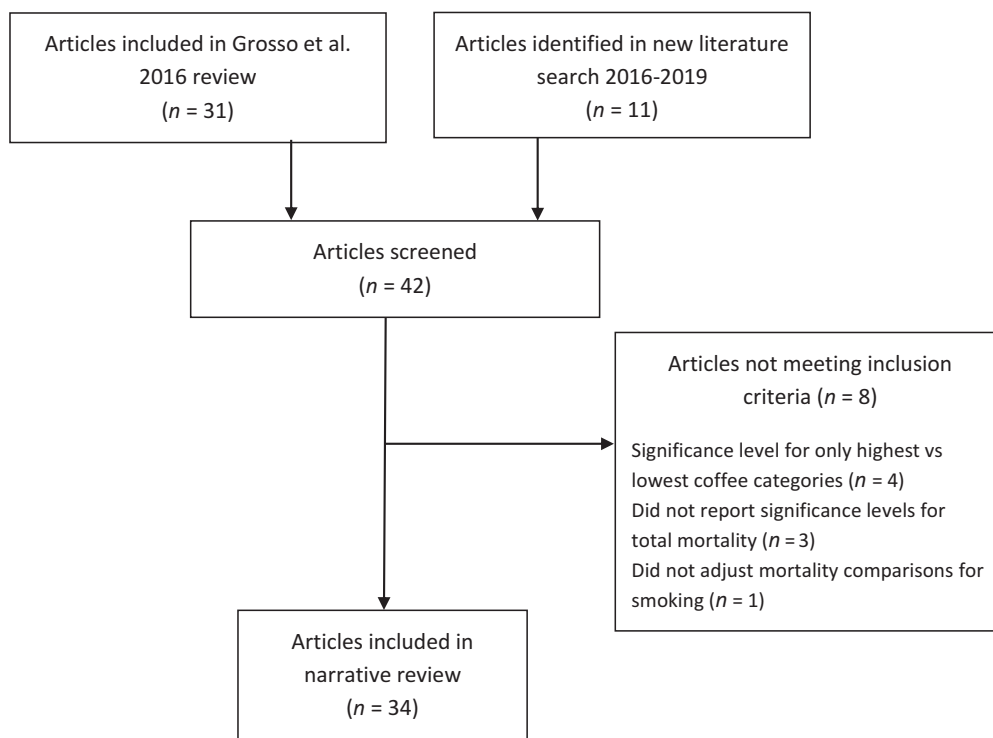 Articles included in Grosso et al.
2016 review
(n = 31)
Articles identified in new literature
search 2016-2019
(n = 11)
Articles screened
(n = 42)
Articles not meeting inclusion
criteria (n = 8)
Significance level for only highest vs
lowest coffee categories (n = 4)
Did not report significance levels for
total mortality (n = 3)
Did not adjust mortality comparisons for
smoking (n = 1)
Articles included in
narrative review
(n = 34)